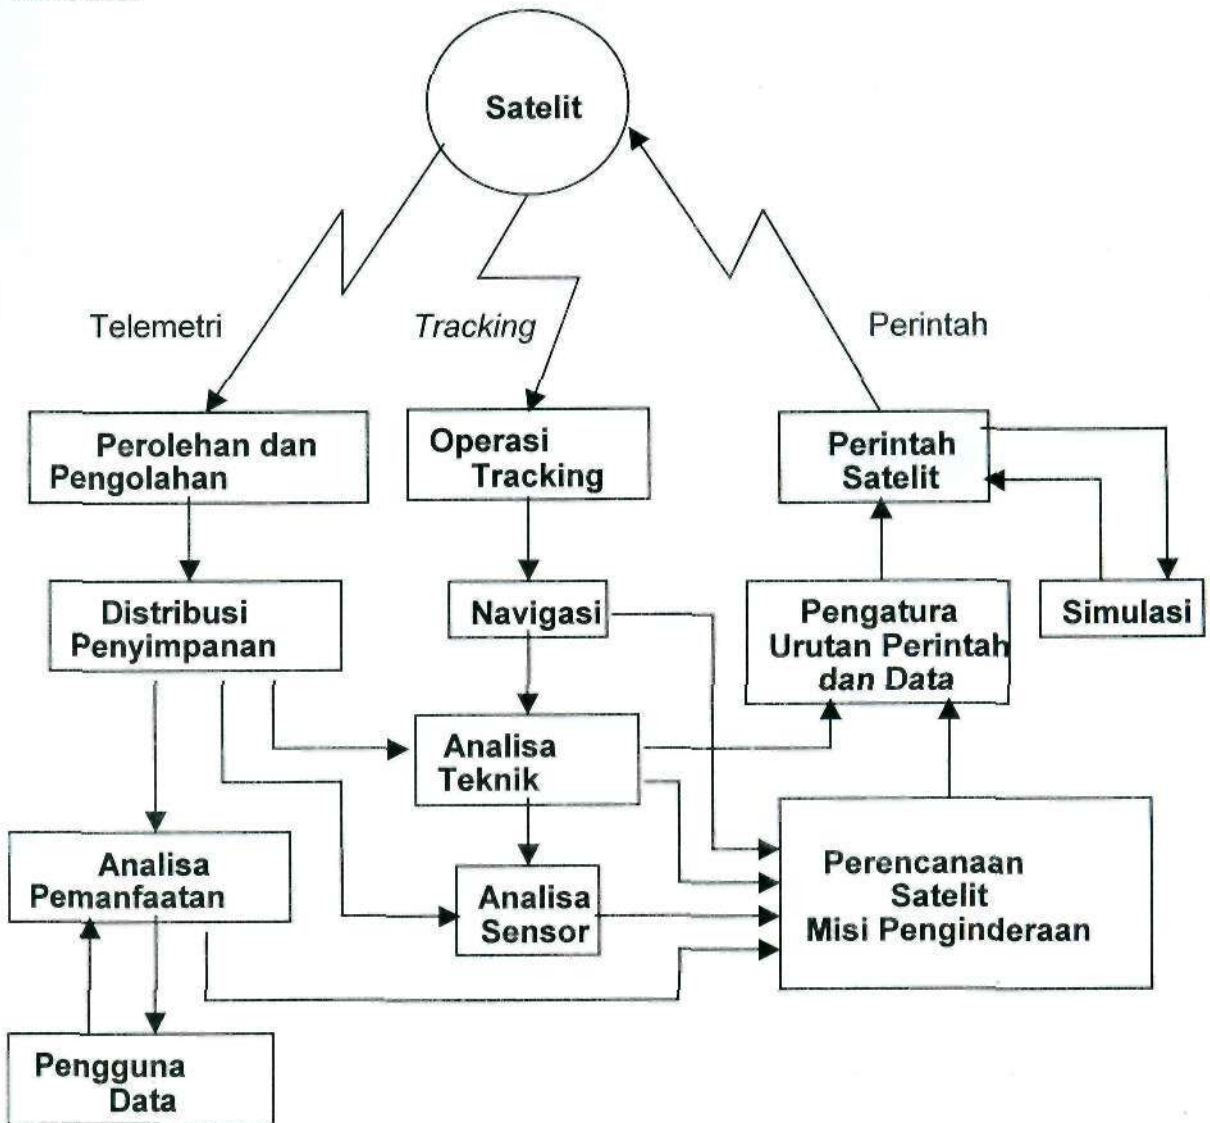 Satelit
Telemetri
Tracking
Perintah
Perolehan dan
Pengolahan
Operasi
Tracking
Perintah
Satelit
Distribusi
Penyimpanan
Navigasi
Pengatura
Urutan Perintah
dan Data
Simulasi
Analisa
Teknik
Analisa
Pemanfaatan
Analisa
Sensor
Perencanaan
Satelit
Misi Penginderaan
Pengguna
Data